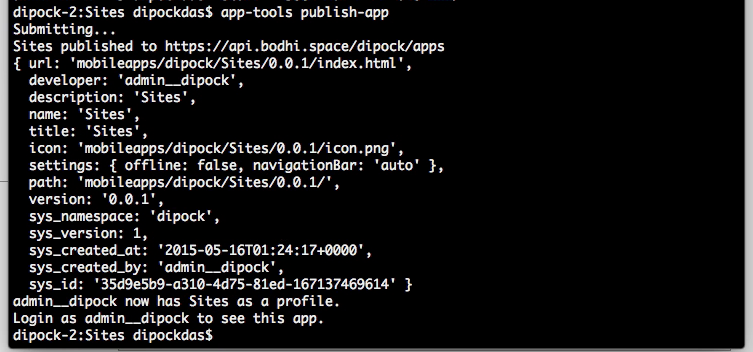 dipock-2:Sites dipockdas$ app-tools publish-app
Submitting...
Sites published to https://api.bodhi.space/dipock/apps
{ url: 'mobileapps/dipock/Sites/0.0.1/index.html',
  developer: 'admin__dipock',
  description: 'Sites',
  name: 'Sites',
  title: 'Sites',
  icon: 'mobileapps/dipock/Sites/0.0.1/icon.png',
  settings: { offline: false, navigationBar: 'auto' },
  path: 'mobileapps/dipock/Sites/0.0.1/',
  version: '0.0.1',
  sys_namespace: 'dipock',
  sys_version: 1,
  sys_created_at: '2015-05-16T01:24:17+0000',
  sys_created_by: 'admin__dipock',
  sys_id: '35d9e5b9-a310-4d75-81ed-167137469614' }
admin__dipock now has Sites as a profile.
Login as admin__dipock to see this app.
dipock-2:Sites dipockdas$